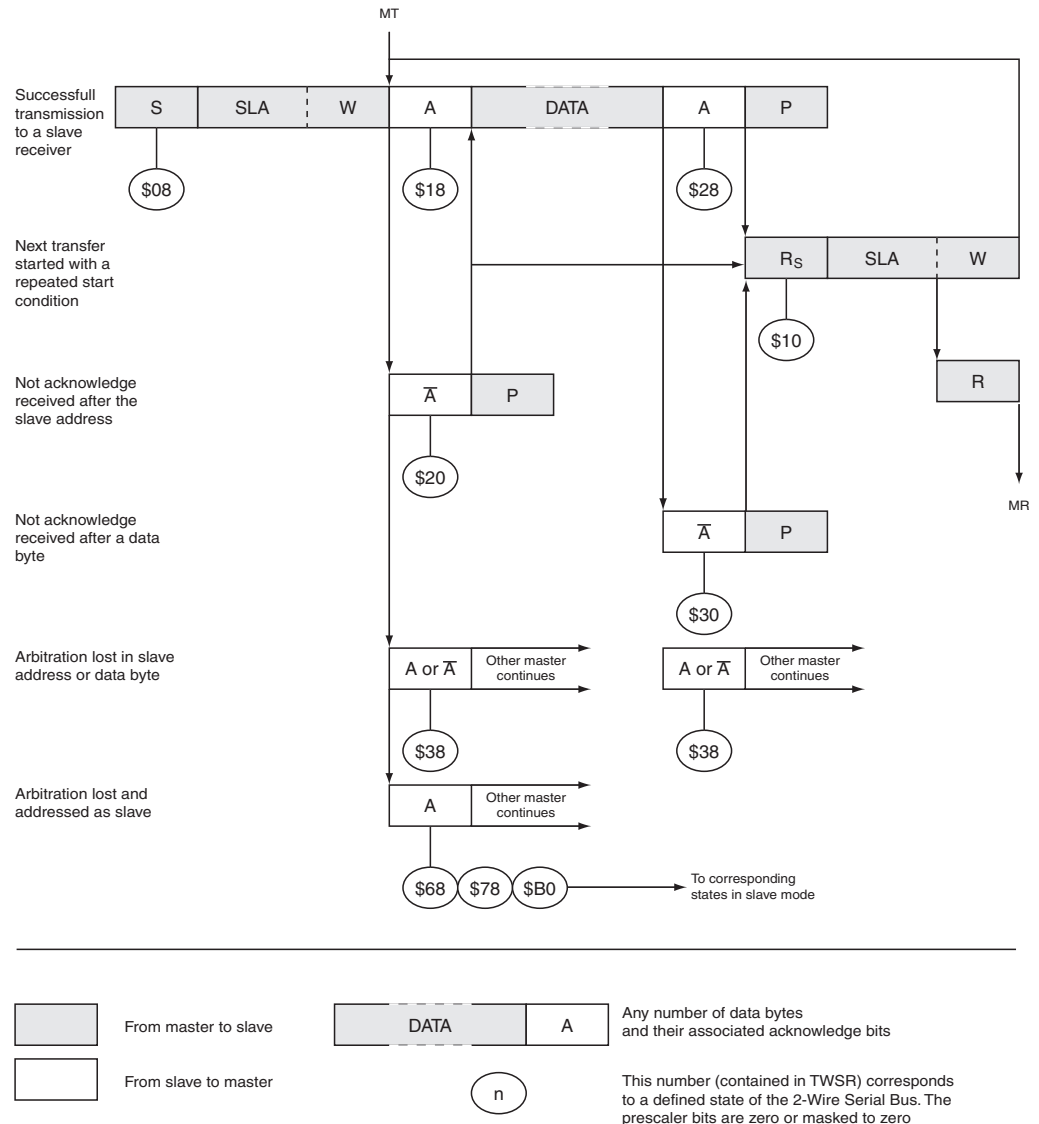 MT
Successfull
transmission
to a slave
receiver
S SLA W A DATA A P
$08 $18 $28
Next transfer
started with a
repeated start
condition
RS SLA W
$10
Not acknowledge
received after the
slave address
A̅ P
R
$20
MR
Not acknowledge
received after a data
byte
A̅ P
$30
Arbitration lost in slave
address or data byte
A or A̅ Other master
continues
A or A̅ Other master
continues
$38 $38
Arbitration lost and
addressed as slave
A Other master
continues
$68 $78 $B0
To corresponding
states in slave mode
From master to slave
DATA A
Any number of data bytes
and their associated acknowledge bits
From slave to master
n
This number (contained in TWSR) corresponds
to a defined state of the 2-Wire Serial Bus. The
prescaler bits are zero or masked to zero